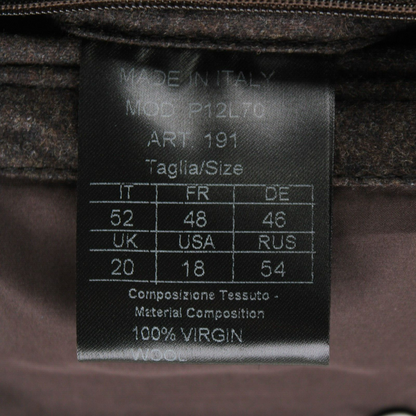 MADE IN ITALY
MOD. P12L70
ART. 191
Taglia/Size
IT FR DE
52 48 46
UK USA RUS
20 18 54
Composizione Tessuto -
Material Composition
100% VIRGIN
WOOL